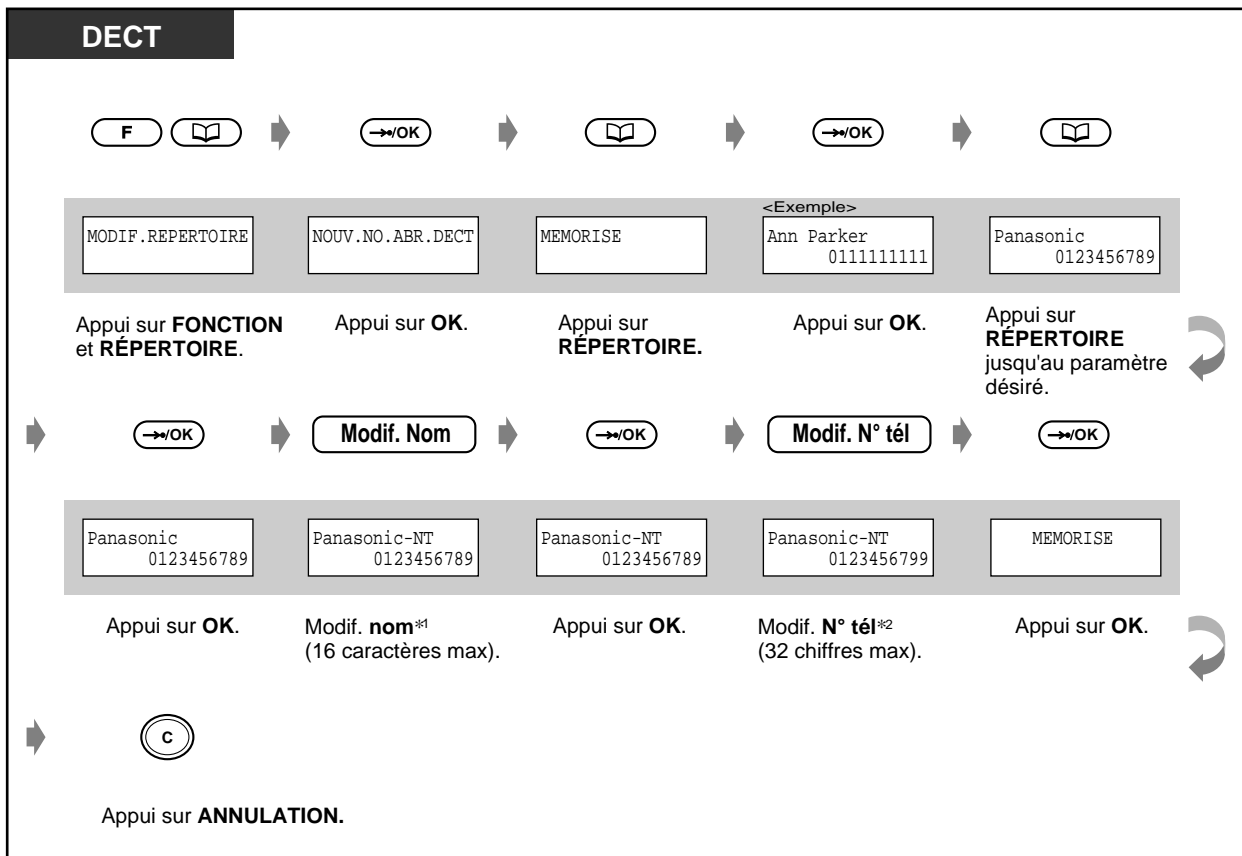 DECT
F
/OK
/OK
MODIF.REPERTOIRE
NOUV.NO.ABR.DECT
MEMORISE
<Exemple>
Ann Parker
0111111111
Panasonic
0123456789
Appui sur FONCTION
et RÉPERTOIRE.
Appui sur OK.
Appui sur
RÉPERTOIRE.
Appui sur OK.
Appui sur
RÉPERTOIRE
jusqu'au paramètre
désiré.
/OK
Modif. Nom
/OK
Modif. N° tél
/OK
Panasonic
0123456789
Panasonic-NT
0123456789
Panasonic-NT
0123456789
Panasonic-NT
0123456799
MEMORISE
Appui sur OK.
Modif. nom*1
(16 caractères max).
Appui sur OK.
Modif. N° tél*2
(32 chiffres max).
Appui sur OK.
C
Appui sur ANNULATION.